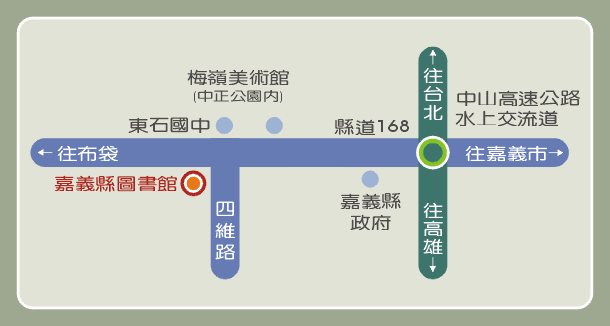 梅嶺美術館
(中正公園內)
東石國中
縣道168
往台北
中山高速公路
水上交流道
←往布袋
往嘉義市→
嘉義縣圖書館
四維路
嘉義縣
政府
往高雄